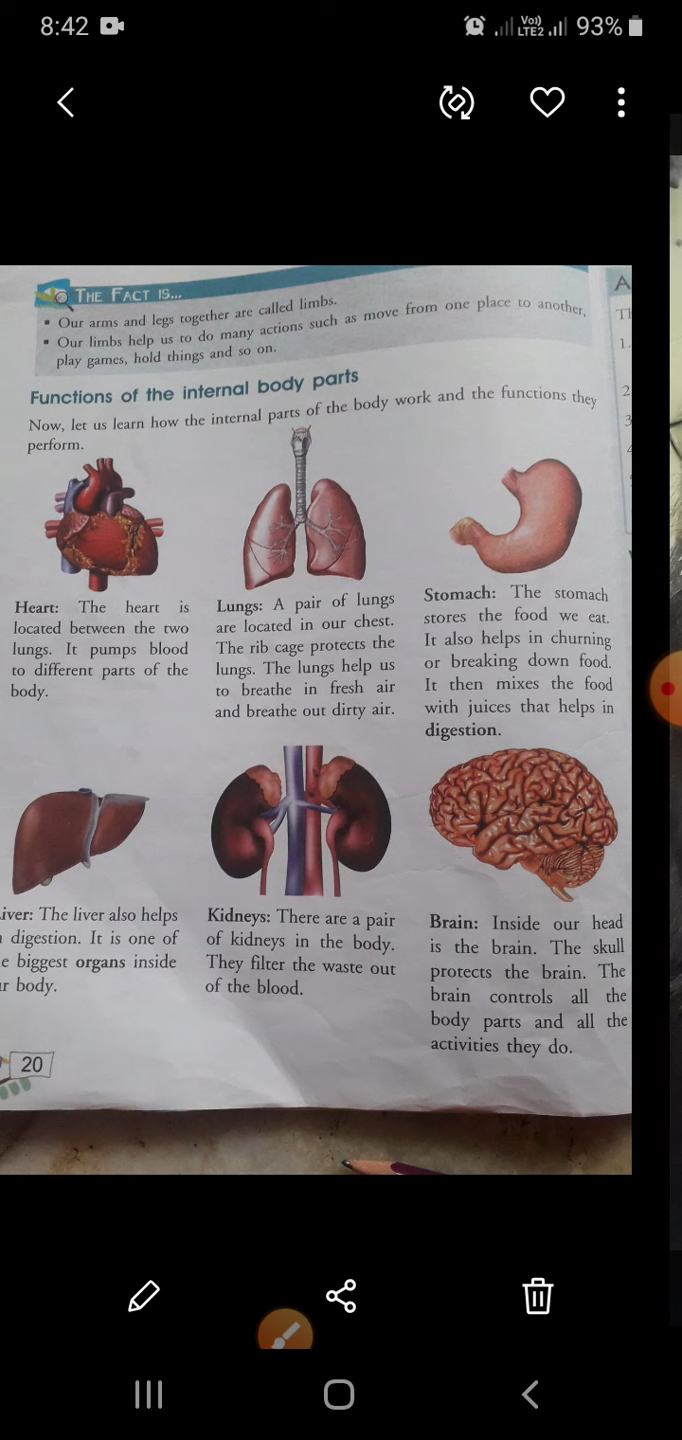 8:42
Vo)) LTE2 93%
THE FACT IS...
▪ Our arms and legs together are called limbs.
▪ Our limbs help us to do many actions such as move from one place to another,
play games, hold things and so on.
Functions of the internal body parts
Now, let us learn how the internal parts of the body work and the functions they
perform.
Heart: The heart is
located between the two
lungs. It pumps blood
to different parts of the
body.
Lungs: A pair of lungs
are located in our chest.
The rib cage protects the
lungs. The lungs help us
to breathe in fresh air
and breathe out dirty air.
Stomach: The stomach
stores the food we eat.
It also helps in churning
or breaking down food.
It then mixes the food
with juices that helps in
digestion.
iver: The liver also helps
digestion. It is one of
e biggest organs inside
r body.
Kidneys: There are a pair
of kidneys in the body.
They filter the waste out
of the blood.
Brain: Inside our head
is the brain. The skull
protects the brain. The
brain controls all the
body parts and all the
activities they do.
20
A
1.
2
3